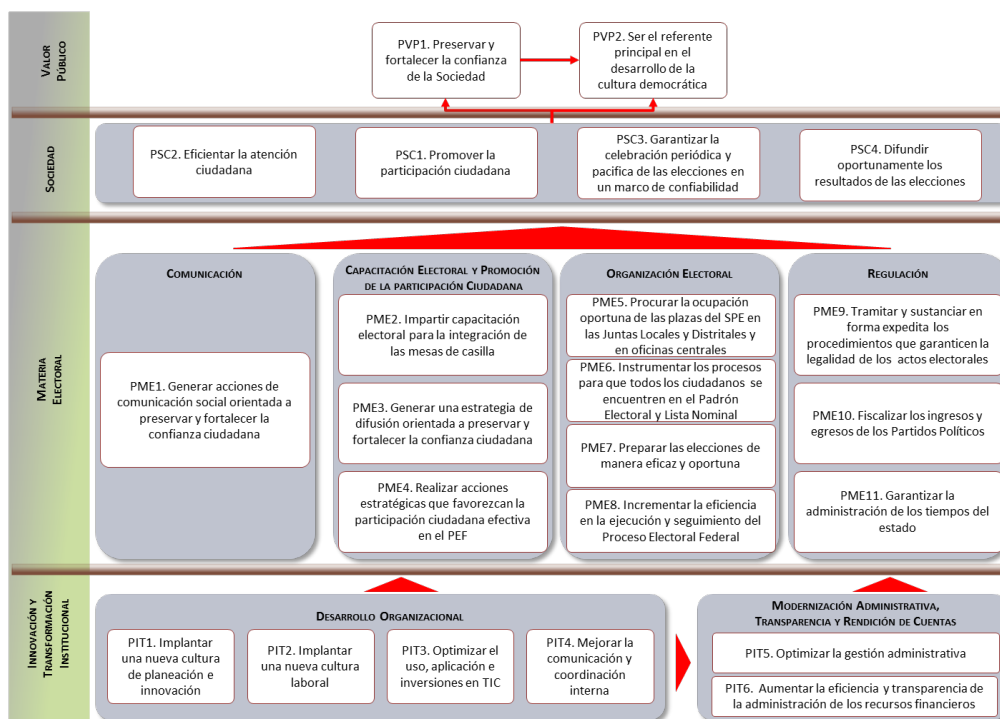 VALOR
PÚBLICO
PVP1. Preservar y
fortalecer la confianza
de la Sociedad
PVP2. Ser el referente
principal en el
desarrollo de la
cultura democrática
SOCIEDAD
PSC2. Eficientar la atención
ciudadana
PSC1. Promover la
participación ciudadana
PSC3. Garantizar la
celebración periódica y
pacifica de las elecciones en
un marco de confiabilidad
PSC4. Difundir
oportunamente los
resultados de las elecciones
MATERIA
ELECTORAL
COMUNICACIÓN
PME1. Generar acciones de
comunicación social orientada a
preservar y fortalecer la
confianza ciudadana
CAPACITACIÓN ELECTORAL Y PROMOCIÓN
DE LA PARTICIPACIÓN CIUDADANA
PME2. Impartir capacitación
electoral para la integración de
las mesas de casilla
PME3. Generar una estrategia de
difusión orientada a preservar y
fortalecer la confianza ciudadana
PME4. Realizar acciones
estratégicas que favorezcan la
participación ciudadana efectiva
en el PEF
ORGANIZACIÓN ELECTORAL
PME5. Procurar la ocupación
oportuna de las plazas del SPE en
las Juntas Locales y Distritales y
en oficinas centrales
PME6. Instrumentar los procesos
para que todos los ciudadanos se
encuentren en el Padrón
Electoral y Lista Nominal
PME7. Preparar las elecciones de
manera eficaz y oportuna
PME8. Incrementar la eficiencia
en la ejecución y seguimiento del
Proceso Electoral Federal
REGULACIÓN
PME9. Tramitar y sustanciar en
forma expedita los
procedimientos que garanticen la
legalidad de los actos electorales
PME10. Fiscalizar los ingresos y
egresos de los Partidos Políticos
PME11. Garantizar la
administración de los tiempos del
estado
INNOVACIÓN Y
TRANSFORMACIÓN
INSTITUCIONAL
DESARROLLO ORGANIZACIONAL
PIT1. Implantar
una nueva cultura
de planeación e
innovación
PIT2. Implantar
una nueva cultura
laboral
PIT3. Optimizar el
uso, aplicación e
inversiones en TIC
PIT4. Mejorar la
comunicación y
coordinación
interna
MODERNIZACIÓN ADMINISTRATIVA,
TRANSPARENCIA Y RENDICIÓN DE CUENTAS
PIT5. Optimizar la gestión administrativa
PIT6. Aumentar la eficiencia y transparencia de
la administración de los recursos financieros